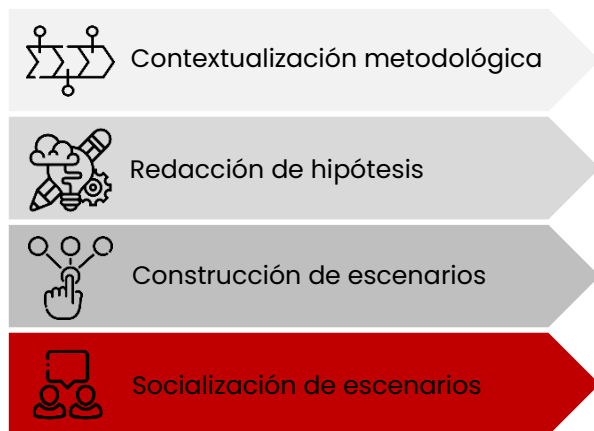 Contextualización metodológica
Redacción de hipótesis
Construcción de escenarios
Socialización de escenarios